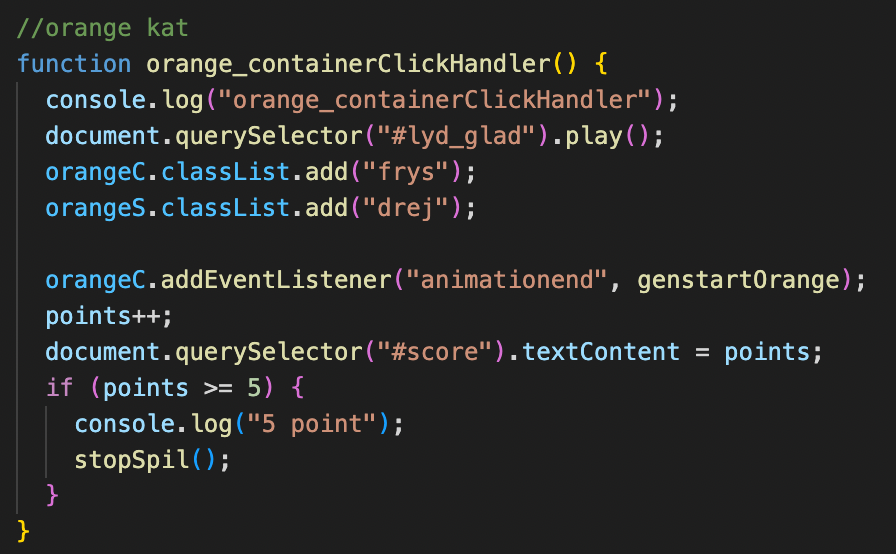 //orange kat
function orange_containerClickHandler() {
  console.log("orange_containerClickHandler");
  document.querySelector("#lyd_glad").play();
  orangeC.classList.add("frys");
  orangeS.classList.add("drej");

  orangeC.addEventListener("animationend", genstartOrange);
  points++;
  document.querySelector("#score").textContent = points;
  if (points >= 5) {
    console.log("5 point");
    stopSpil();
  }
}